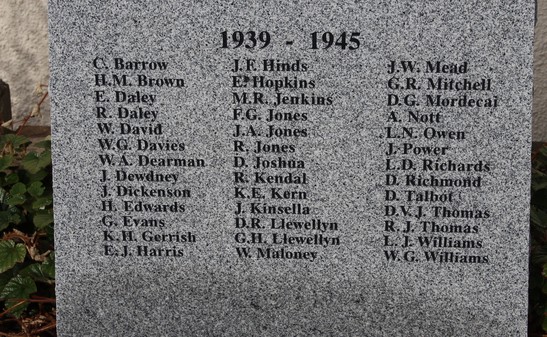 1939 - 1945
C. Barrow
H.M. Brown
E. Daley
R. Daley
W. David
W.G. Davies
W.A. Dearman
J. Dewdney
J. Dickenson
H. Edwards
G. Evans
K.H. Gerrish
E.J. Harris
J.F. Hinds
E. Hopkins
M.R. Jenkins
F.G. Jones
J.A. Jones
R. Jones
D. Joshua
R. Kendal
K.E. Kern
J. Kinsella
D.R. Llewellyn
G.H. Llewellyn
W. Maloney
J.W. Mead
G.R. Mitchell
D.G. Mordecai
A. Nott
L.N. Owen
J. Power
L.D. Richards
D. Richmond
D. Talbot
D.V.J. Thomas
R.J. Thomas
L.J. Williams
W.G. Williams